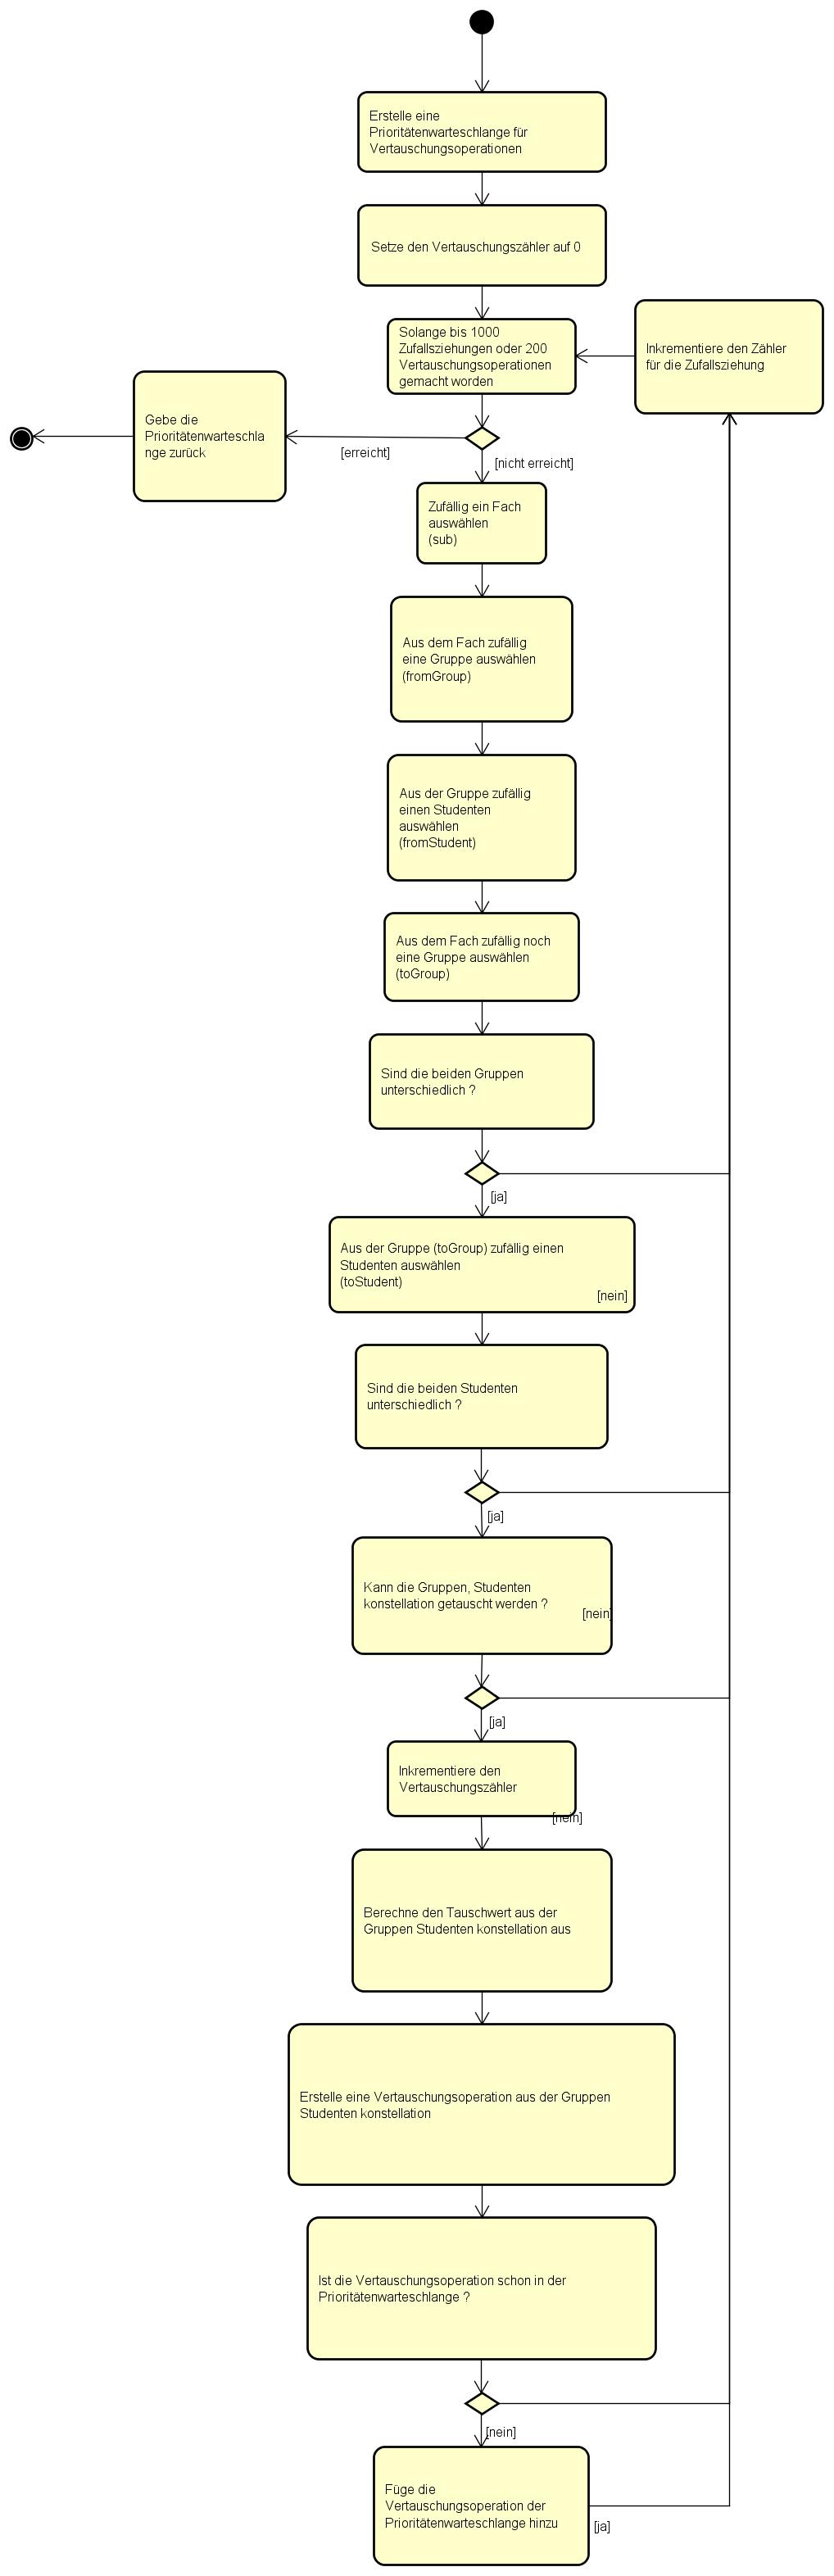 Erstelle eine
Prioritätenwarteschlange für
Vertauschungsoperationen
Setze den Vertauschungszähler auf 0
Solange bis 1000
Zufallsziehungen oder 200
Vertauschungsoperationen
gemacht worden
Inkrementiere den Zähler
für die Zufallsziehung
Gebe die
Prioritätenwarteschla
nge zurück
[erreicht]
[nicht erreicht]
Zufällig ein Fach
auswählen
(sub)
Aus dem Fach zufällig
eine Gruppe auswählen
(fromGroup)
Aus der Gruppe zufällig
einen Studenten
auswählen
(fromStudent)
Aus dem Fach zufällig noch
eine Gruppe auswählen
(toGroup)
Sind die beiden Gruppen
unterschiedlich ?
[ja]
Aus der Gruppe (toGroup) zufällig einen
Studenten auswählen
(toStudent)
[nein]
Sind die beiden Studenten
unterschiedlich ?
[ja]
Kann die Gruppen, Studenten
konstellation getauscht werden ?
[nein]
[ja]
Inkrementiere den
Vertauschungszähler
[nein]
Berechne den Tauschwert aus der
Gruppen Studenten konstellation aus
Erstelle eine Vertauschungsoperation aus der Gruppen
Studenten konstellation
Ist die Vertauschungsoperation schon in der
Prioritätenwarteschlange ?
[nein]
Füge die
Vertauschungsoperation der
Prioritätenwarteschlange hinzu
[ja]